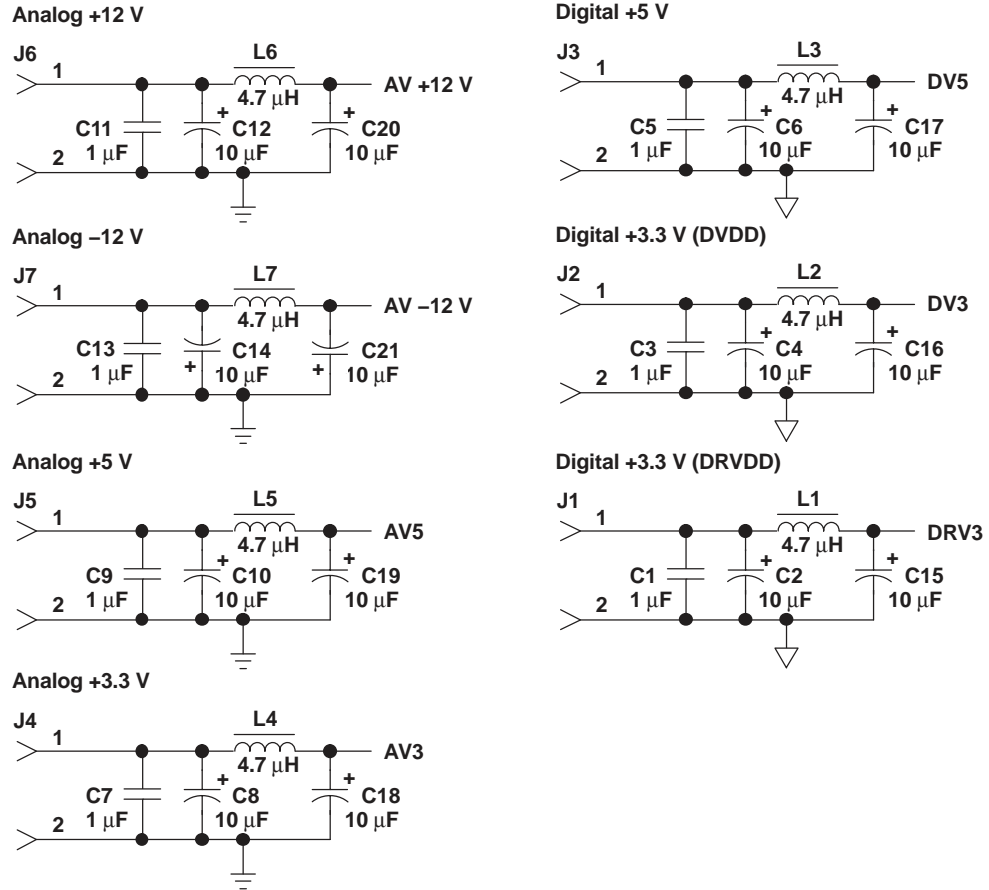 Analog +12 V
J6
1
L6
4.7 μH
AV +12 V
C11
1 μF
+
C12
10 μF
+
C20
10 μF
2
Analog –12 V
J7
1
L7
4.7 μH
AV –12 V
C13
1 μF
+
C14
10 μF
+
C21
10 μF
2
Analog +5 V
J5
1
L5
4.7 μH
AV5
C9
1 μF
+
C10
10 μF
+
C19
10 μF
2
Analog +3.3 V
J4
1
L4
4.7 μH
AV3
C7
1 μF
+
C8
10 μF
+
C18
10 μF
2
Digital +5 V
J3
1
L3
4.7 μH
DV5
C5
1 μF
+
C6
10 μF
+
C17
10 μF
2
Digital +3.3 V (DVDD)
J2
1
L2
4.7 μH
DV3
C3
1 μF
+
C4
10 μF
+
C16
10 μF
2
Digital +3.3 V (DRVDD)
J1
1
L1
4.7 μH
DRV3
C1
1 μF
+
C2
10 μF
+
C15
10 μF
2